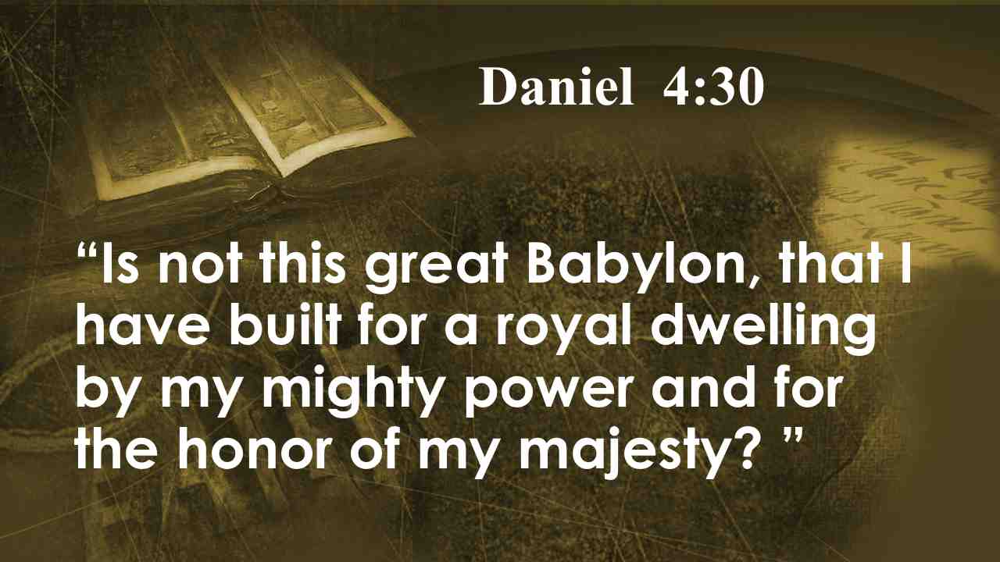 Daniel 4:30
“Is not this great Babylon, that I
have built for a royal dwelling
by my mighty power and for
the honor of my majesty? ”